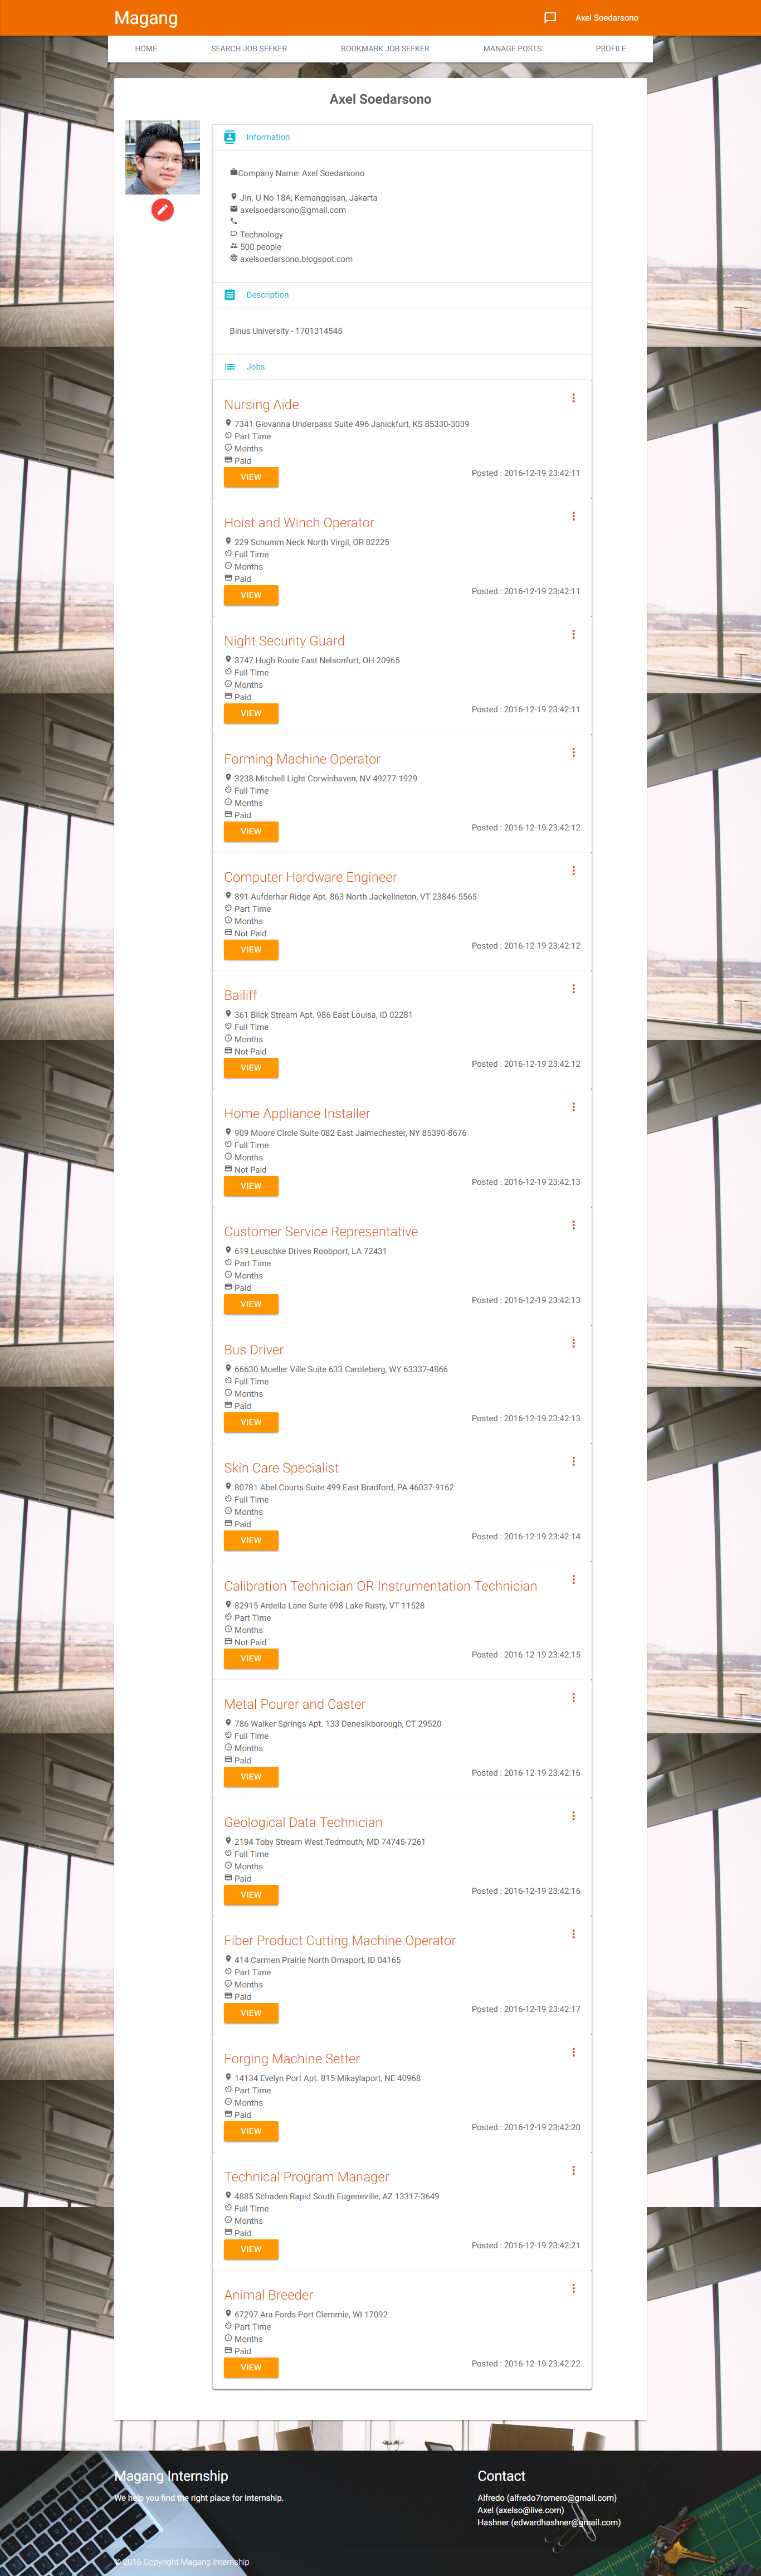 Magang
Axel Soedarsono
HOME
SEARCH JOB SEEKER
BOOKMARK JOB SEEKER
MANAGE POSTS
PROFILE
Axel Soedarsono
Information
Company Name: Axel Soedarsono
Jln. U No 18A, Kemanggisan, Jakarta
axelsoedarsono@gmail.com
Technology
500 people
axelsoedarsono.blogspot.com
Description
Binus University - 1701314545
Jobs
Nursing Aide
7341 Giovanna Underpass Suite 496 Janickfurt, KS 85330-3039
Part Time
Months
Paid
VIEW
Posted : 2016-12-19 23:42:11
Hoist and Winch Operator
229 Schumm Neck North Virgil, OR 82225
Full Time
Months
Paid
VIEW
Posted : 2016-12-19 23:42:11
Night Security Guard
3747 Hugh Route East Nelsonfurt, OH 20965
Full Time
Months
Paid
VIEW
Posted : 2016-12-19 23:42:11
Forming Machine Operator
3238 Mitchell Light Corwinhaven, NV 49277-1929
Full Time
Months
Paid
VIEW
Posted : 2016-12-19 23:42:12
Computer Hardware Engineer
891 Aufderhar Ridge Apt. 863 North Jackelineton, VT 23846-5565
Part Time
Months
Not Paid
VIEW
Posted : 2016-12-19 23:42:12
Bailiff
361 Blick Stream Apt. 986 East Louisa, ID 02281
Full Time
Months
Not Paid
VIEW
Posted : 2016-12-19 23:42:12
Home Appliance Installer
909 Moore Circle Suite 082 East Jaimechester, NY 85390-8676
Full Time
Months
Not Paid
VIEW
Posted : 2016-12-19 23:42:13
Customer Service Representative
619 Leuschke Drives Roobport, LA 72431
Part Time
Months
Paid
VIEW
Posted : 2016-12-19 23:42:13
Bus Driver
66630 Mueller Ville Suite 633 Caroleberg, WY 63337-4866
Full Time
Months
Paid
VIEW
Posted : 2016-12-19 23:42:13
Skin Care Specialist
80781 Abel Courts Suite 499 East Bradford, PA 46037-9162
Full Time
Months
Paid
VIEW
Posted : 2016-12-19 23:42:14
Calibration Technician OR Instrumentation Technician
82915 Ardella Lane Suite 698 Lake Rusty, VT 11528
Part Time
Months
Not Paid
VIEW
Posted : 2016-12-19 23:42:15
Metal Pourer and Caster
786 Walker Springs Apt. 133 Denesikborough, CT 29520
Full Time
Months
Paid
VIEW
Posted : 2016-12-19 23:42:16
Geological Data Technician
2194 Toby Stream West Tedmouth, MD 74745-7261
Full Time
Months
Paid
VIEW
Posted : 2016-12-19 23:42:16
Fiber Product Cutting Machine Operator
414 Carmen Prairie North Omaport, ID 04165
Part Time
Months
Paid
VIEW
Posted : 2016-12-19 23:42:17
Forging Machine Setter
14134 Evelyn Port Apt. 815 Mikaylaport, NE 40968
Part Time
Months
Paid
VIEW
Posted : 2016-12-19 23:42:20
Technical Program Manager
4885 Schaden Rapid South Eugeneville, AZ 13317-3649
Full Time
Months
Paid
VIEW
Posted : 2016-12-19 23:42:21
Animal Breeder
67297 Ara Fords Port Clemmie, WI 17092
Part Time
Months
Paid
VIEW
Posted : 2016-12-19 23:42:22
Magang Internship
We help you find the right place for Internship.
Contact
Alfredo (alfredo7romero@gmail.com)
Axel (axelso@live.com)
Hashner (edwardhashner@gmail.com)
© 2016 Copyright Magang Internship